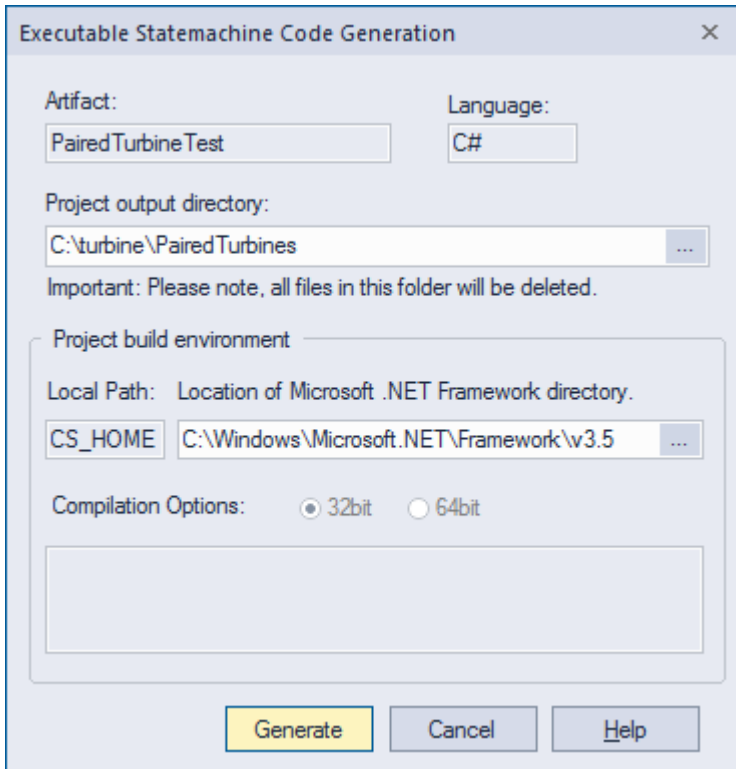 Executable Statemachine Code Generation
Artifact:
Language:
PairedTurbineTest
C#
Project output directory:
C:\turbine\PairedTurbines
...
Important: Please note, all files in this folder will be deleted.
Project build environment
Local Path: Location of Microsoft .NET Framework directory.
CS_HOME C:\Windows\Microsoft.NET\Framework\v3.5 ...
Compilation Options: 32bit 64bit
Generate Cancel Help